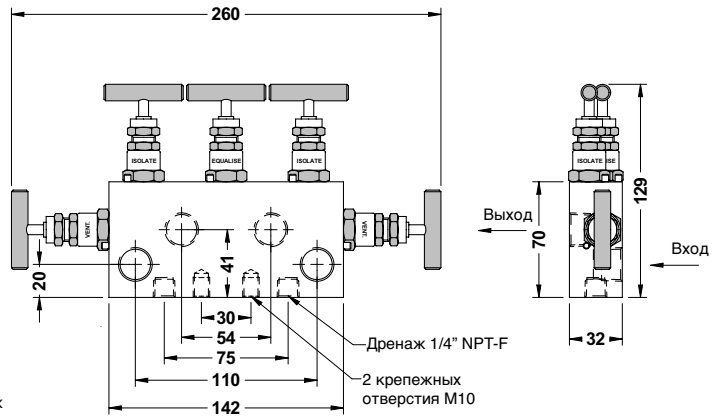 260
ISOLATE
EQUALISE
ISOLATE
ISOLATE
ISE
129
VENT.
VENT.
Выход
70
Вход
20
41
30
32
54
Дренаж 1/4” NPT-F
75
2 крепежных
110
отверстия M10
142
к